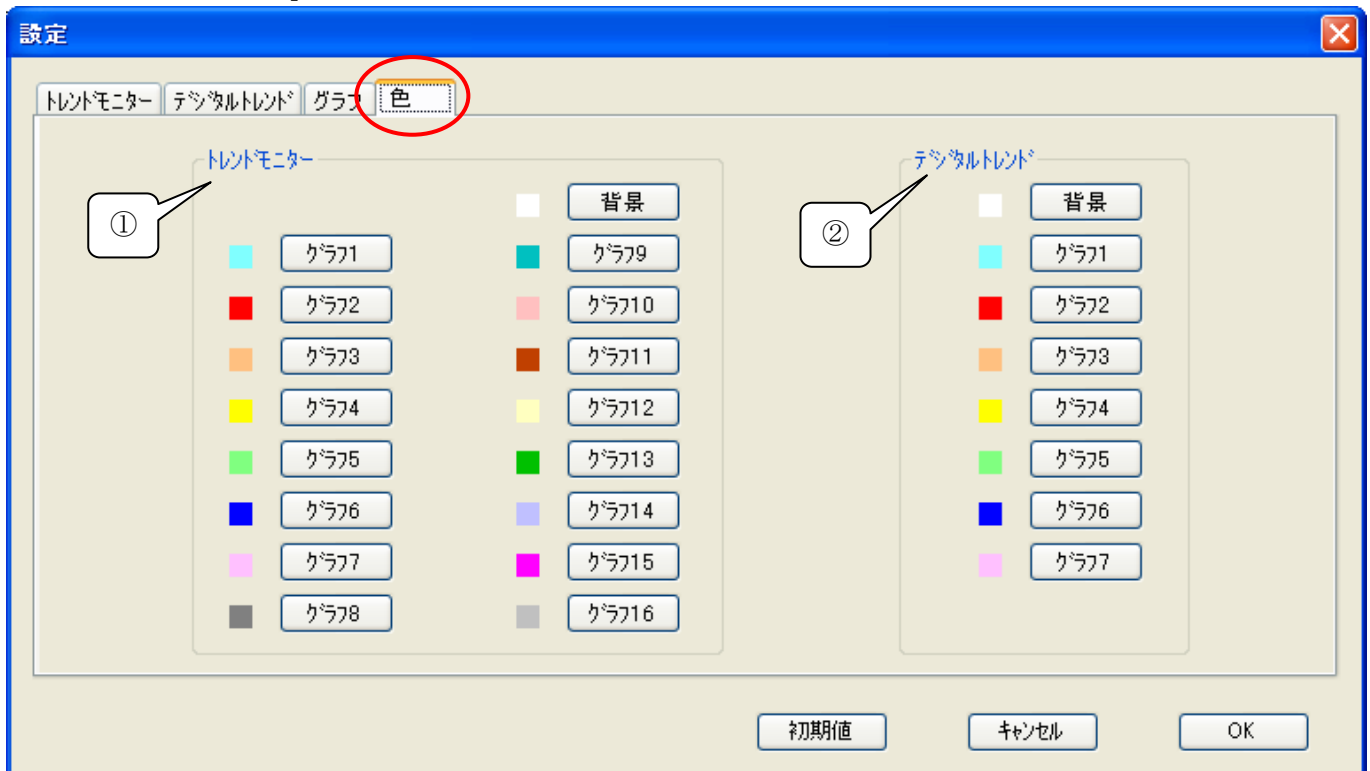 設定
ﾄﾚﾝﾄﾞﾓﾆﾀｰ ﾃﾞｼﾞﾀﾙﾄﾚﾝﾄﾞ グラフ 色
ﾄﾚﾝﾄﾞﾓﾆﾀｰ
①
背景
ｸﾞﾗﾌ1 ｸﾞﾗﾌ9
ｸﾞﾗﾌ2 ｸﾞﾗﾌ10
ｸﾞﾗﾌ3 ｸﾞﾗﾌ11
ｸﾞﾗﾌ4 ｸﾞﾗﾌ12
ｸﾞﾗﾌ5 ｸﾞﾗﾌ13
ｸﾞﾗﾌ6 ｸﾞﾗﾌ14
ｸﾞﾗﾌ7 ｸﾞﾗﾌ15
ｸﾞﾗﾌ8 ｸﾞﾗﾌ16
ﾃﾞｼﾞﾀﾙﾄﾚﾝﾄﾞ
②
背景
ｸﾞﾗﾌ1
ｸﾞﾗﾌ2
ｸﾞﾗﾌ3
ｸﾞﾗﾌ4
ｸﾞﾗﾌ5
ｸﾞﾗﾌ6
ｸﾞﾗﾌ7
初期値 ｷｬﾝｾﾙ OK